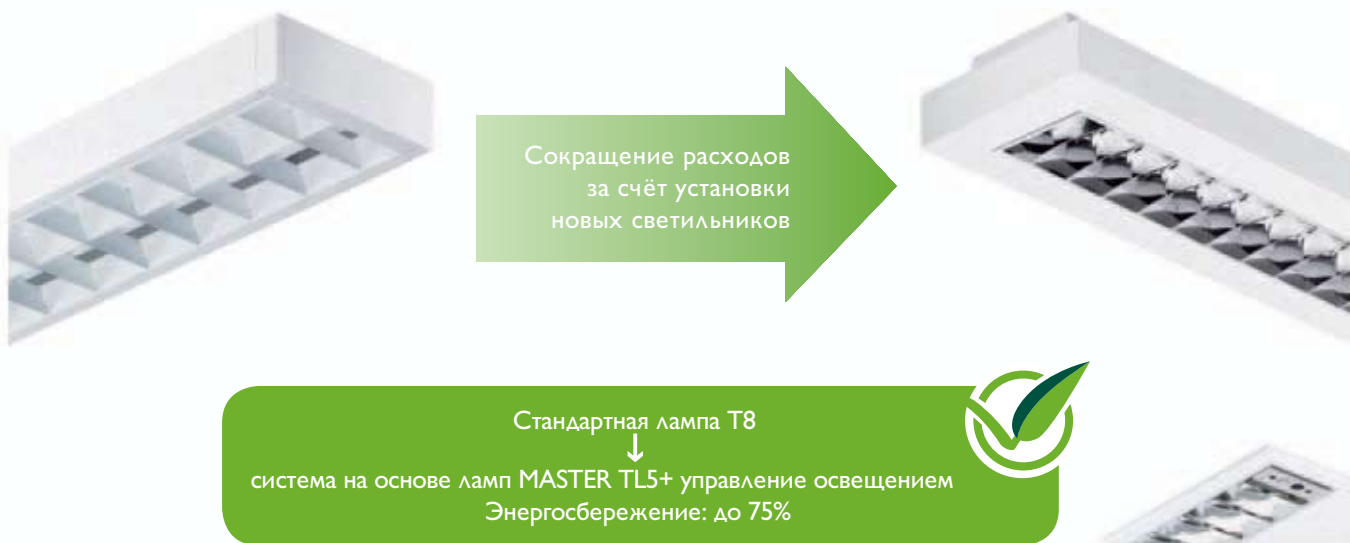 Сокращение расходов
за счёт установки
новых светильников
Стандартная лампа T8
↓
система на основе ламп MASTER TL5+ управление освещением
Энергосбережение: до 75%